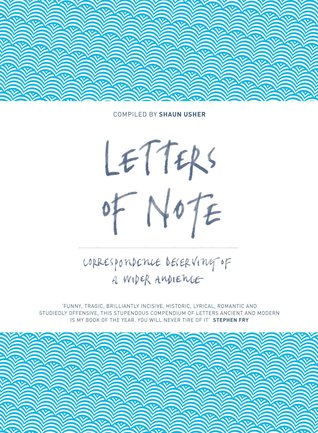 COMPILED BY SHAUN USHER
LETTERS
OF NOTE
CORRESPONDENCE DESERVING OF
A WIDER AUDIENCE
'FUNNY, TRAGIC, BRILLIANTLY INCISIVE, HISTORIC, LYRICAL, ROMANTIC AND
STUDIEDLY OFFENSIVE, THIS STUPENDOUS COMPENDIUM OF LETTERS ANCIENT AND MODERN
IS MY BOOK OF THE YEAR. YOU WILL NEVER TIRE OF IT' STEPHEN FRY